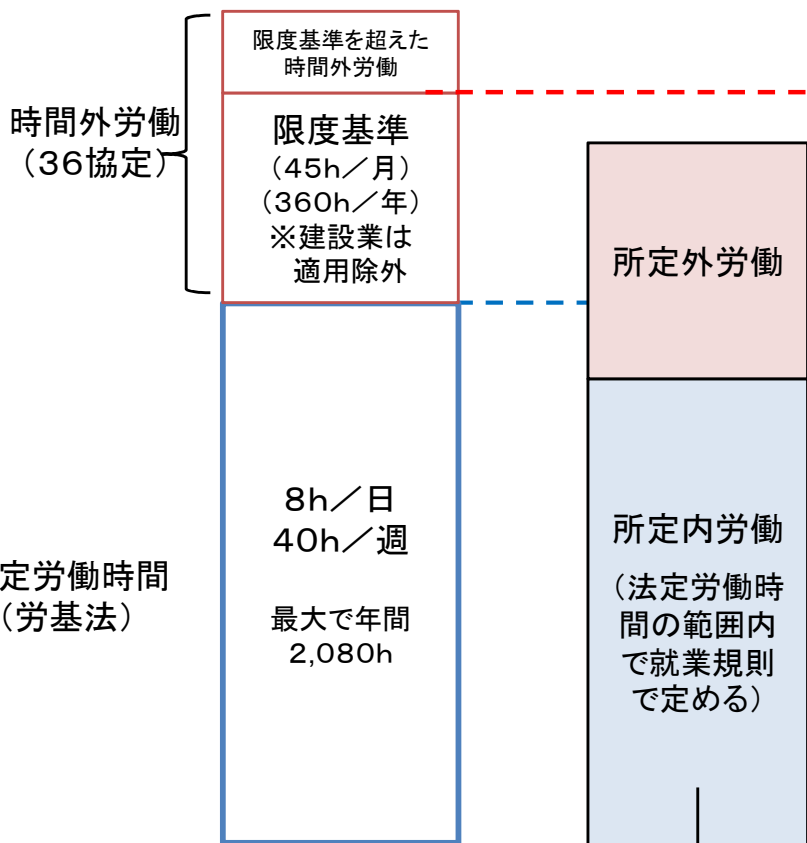 限度基準を超えた
時間外労働
時間外労働
（３６協定）
限度基準
（４５ｈ／月）
（３６０ｈ／年）
※建設業は
適用除外
所定外労働
８ｈ／日
４０ｈ／週
最大で年間
２，０８０ｈ
定労働時間
（労基法）
所定内労働
（法定労働時
間の範囲内
で就業規則
で定める）